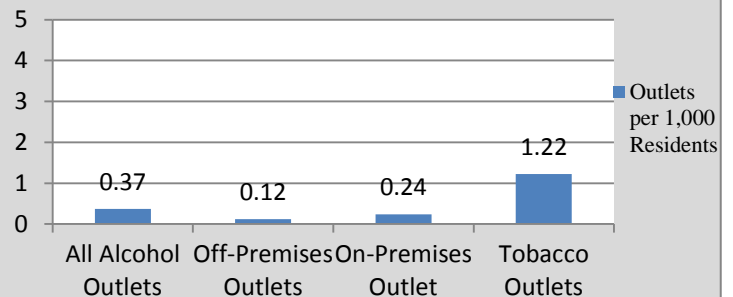 5
4
3
2
1
0
0.37
0.12
0.24
1.22
All Alcohol Outlets
Off-Premises Outlets
On-Premises Outlet
Tobacco Outlets
Outlets
per 1,000
Residents